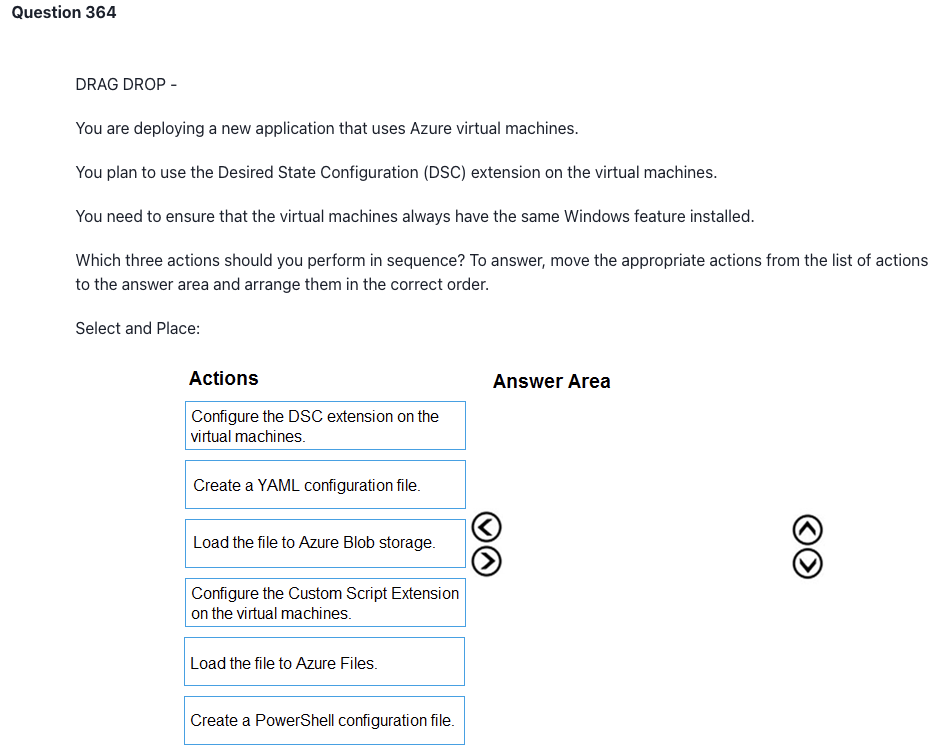 Question 364
DRAG DROP -
You are deploying a new application that uses Azure virtual machines.
You plan to use the Desired State Configuration (DSC) extension on the virtual machines.
You need to ensure that the virtual machines always have the same Windows feature installed.
Which three actions should you perform in sequence? To answer, move the appropriate actions from the list of actions
to the answer area and arrange them in the correct order.
Select and Place:
Actions
Answer Area
Configure the DSC extension on the
virtual machines.
Create a YAML configuration file.
Load the file to Azure Blob storage.
Configure the Custom Script Extension
on the virtual machines.
Load the file to Azure Files.
Create a PowerShell configuration file.